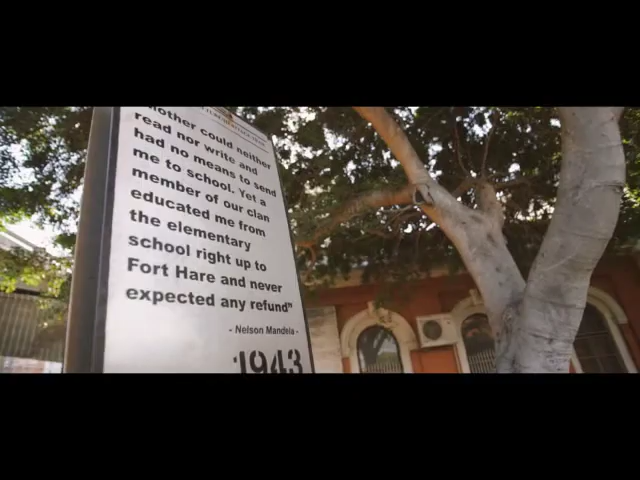 mother could neither
read nor write and
had no means to send
me to school. Yet a
member of our clan
educated me from
the elementary
school right up to
Fort Hare and never
expected any refund"
- Nelson Mandela -
1943